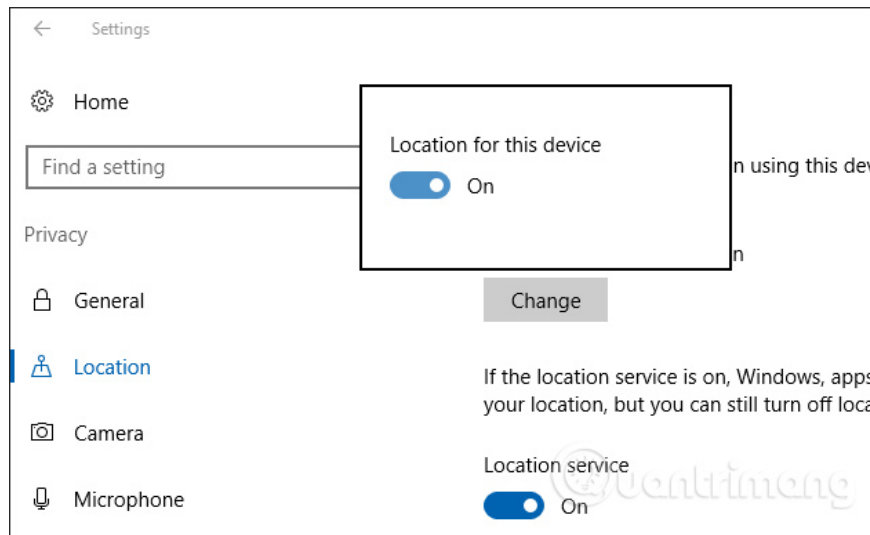 Settings
Home
Find a setting
Privacy
General
Location
Camera
Microphone
Location for this device
On
n using this dev
n
Change
If the location service is on, Windows, apps
your location, but you can still turn off loca
Location service
On
Quantrimang